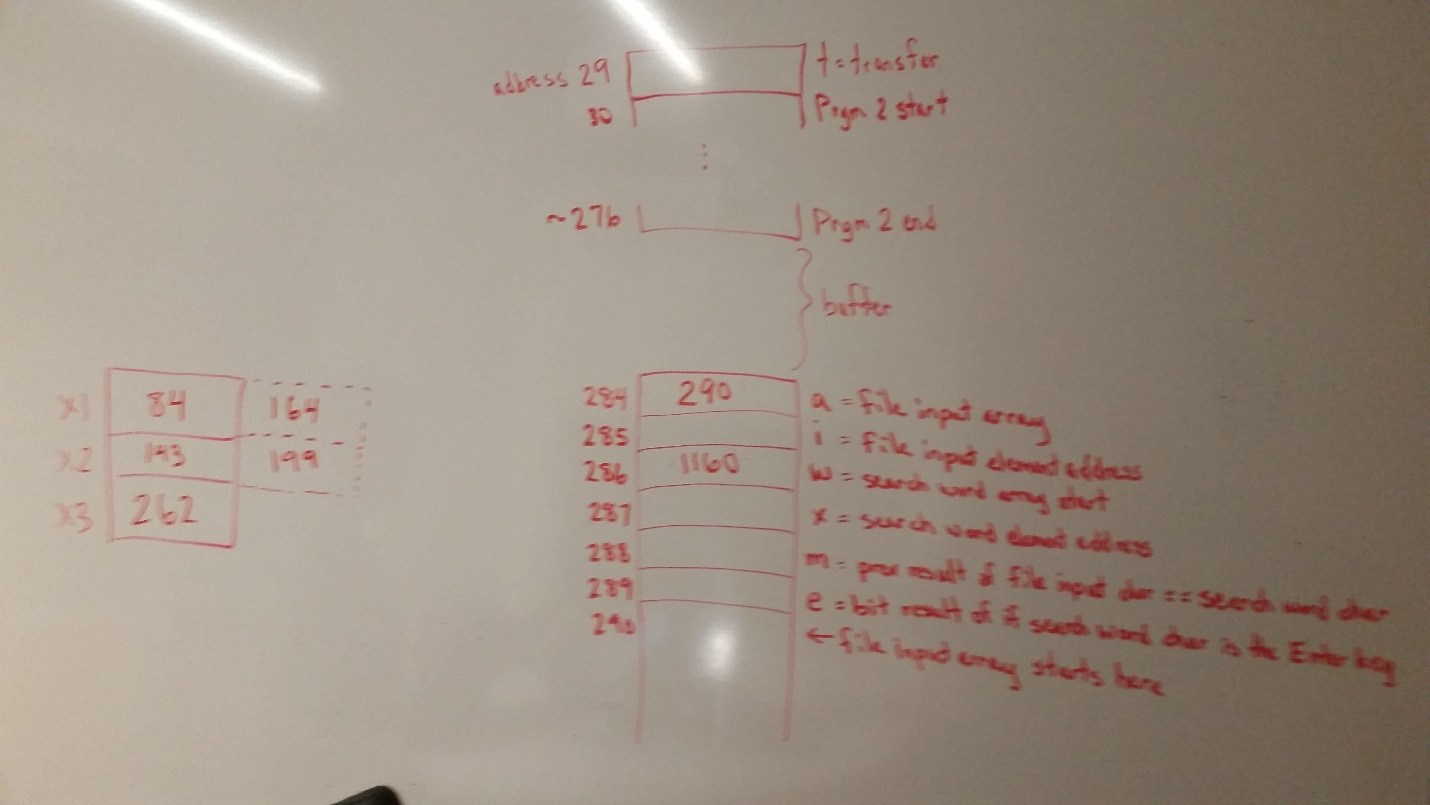 address 29 t = transfer
30 Prgm 2 start
⋮
~276 Prgm 2 end
} buffer
x1 84 164
x2 193 199
x3 262
284 290 a = file input array
285 i = file input element address
286 1160 w = search word array start
287 x = search word element address
288 m = prev result of file input char == search word char
289 e = bit result of if search word char is the Enter key
290 ← file input array starts here